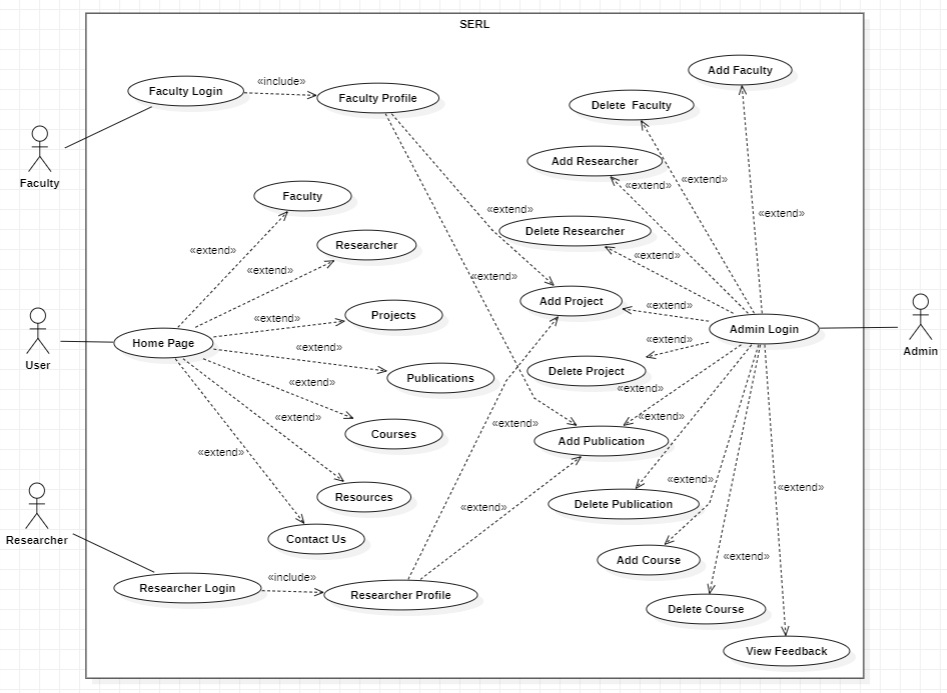 SERL
Add Faculty
Faculty Login
«include»
Faculty Profile
Delete  Faculty
Add Researcher
Faculty
«extend»
«extend»
Faculty
«extend»
«extend»
Delete Researcher
Researcher
«extend»
«extend»
«extend»
«extend»
Add Project
«extend»
Projects
«extend»
Admin Login
Admin
User
Home Page
«extend»
«extend»
Publications
Delete Project
«extend»
«extend»
«extend»
«extend»
«extend»
Courses
Add Publication
«extend»
«extend»
«extend»
Resources
«extend»
Delete Publication
Researcher
Contact Us
«extend»
Add Course
«include»
Researcher Login
Researcher Profile
Delete Course
View Feedback